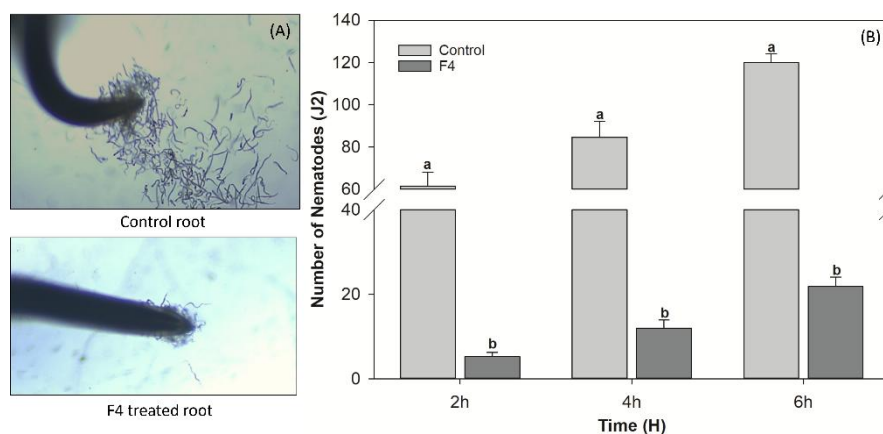 (A)
Control root
F4 treated root
(B)
Control
F4
Number of Nematodes (J2)
140
120
100
80
60
40
20
0
a
b
a
b
a
b
2h
4h
6h
Time (H)